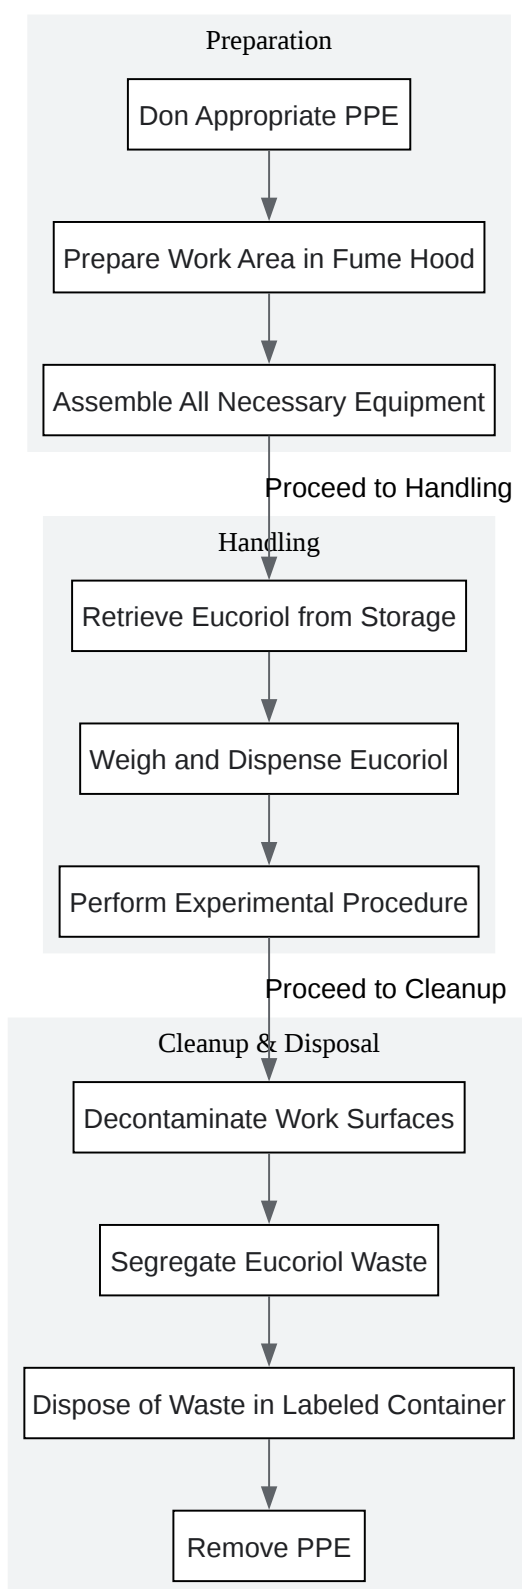 Preparation
Don Appropriate PPE
Prepare Work Area in Fume Hood
Assemble All Necessary Equipment
Proceed to Handling
Handling
Retrieve Eucoriol from Storage
Weigh and Dispense Eucoriol
Perform Experimental Procedure
Proceed to Cleanup
Cleanup & Disposal
Decontaminate Work Surfaces
Segregate Eucoriol Waste
Dispose of Waste in Labeled Container
Remove PPE